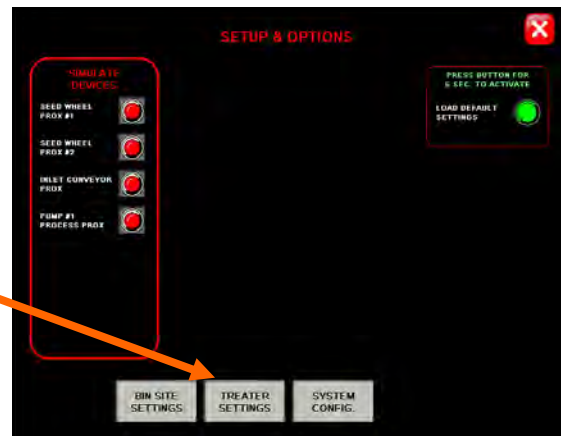 SETUP & OPTIONS
SIMULATE
DEVICES
SEED WHEEL
PROX #1
SEED WHEEL
PROX #2
INLET CONVEYOR
PROX
PUMP #1
PROCESS PROX
PRESS BUTTON FOR
5 SEC. TO ACTIVATE
LOAD DEFAULT
SETTINGS
BIN SITE
SETTINGS
TREATER
SETTINGS
SYSTEM
CONFIG.